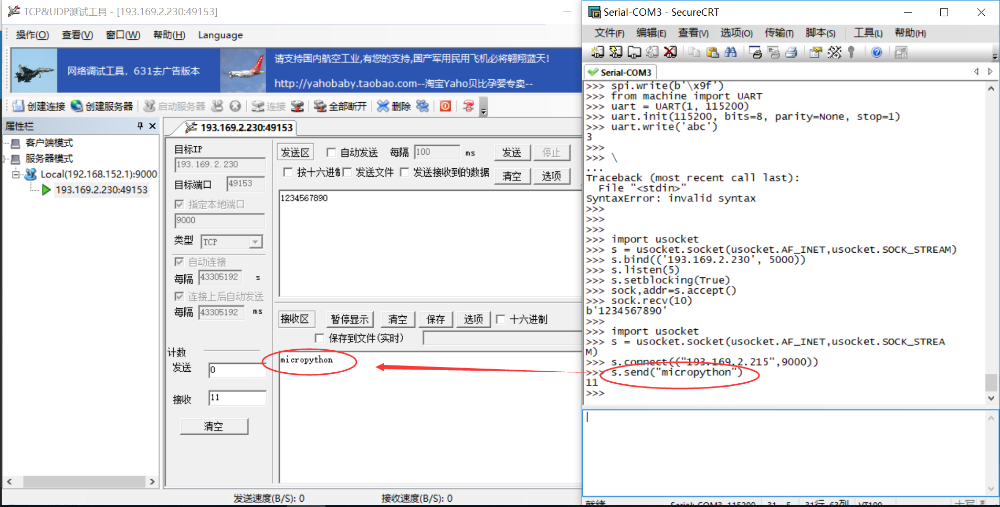 TCP&UDP测试工具 - [193.169.2.230:49153]
操作(O) 查看(V) 窗口(W) 帮助(H) Language
网络调试工具，631去广告版本
请支持国内航空工业,有您的支持,国产军用民用飞机必将翱翔蓝天!
http://yahobaby.taobao.com--淘宝Yaho贝比孕婴专卖--
创建连接 创建服务器 启动服务器 连接 全部断开 删除
属性栏
客户端模式
服务器模式
Local(192.168.152.1):9000
193.169.2.230:49153
193.169.2.230:49153
目标IP
193.169.2.230
目标端口 49153
指定本地端口
9000
类型 TCP
自动连接
每隔 43305192 s
连接上后自动发送
每隔 43305192 ms
计数
发送 0
接收 11
清空
发送区 自动发送 每隔 100 ms 发送 停止
按十六进制 发送文件 发送接收到的数据 清空 选项
1234567890
接收区 暂停显示 清空 保存 选项 十六进制
保存到文件(实时)
micropython
发送速度(B/S): 0 接收速度(B/S): 0
Serial-COM3 - SecureCRT
文件(F) 编辑(E) 查看(V) 选项(O) 传输(T) 脚本(S) 工具(L) 帮助(H)
Serial-COM3
>>> spi.write(b'\x9f')
>>> from machine import UART
>>> uart = UART(1, 115200)
>>> uart.init(115200, bits=8, parity=None, stop=1)
>>> uart.write('abc')
3
>>>
>>> \
...
Traceback (most recent call last):
  File "<stdin>"
SyntaxError: invalid syntax
>>>
>>>
>>>
>>> import usocket
>>> s = usocket.socket(usocket.AF_INET,usocket.SOCK_STREAM)
>>> s.bind(('193.169.2.230', 5000))
>>> s.listen(5)
>>> s.setblocking(True)
>>> sock,addr=s.accept()
>>> sock.recv(10)
b'1234567890'
>>>
>>> import usocket
>>> s = usocket.socket(usocket.AF_INET,usocket.SOCK_STREA
M)
>>> s.connect(("193.169.2.215",9000))
>>> s.send("micropython")
11
>>>
就绪 Serial: COM3, 115200 31, 5 31行, 63列 VT100 大写